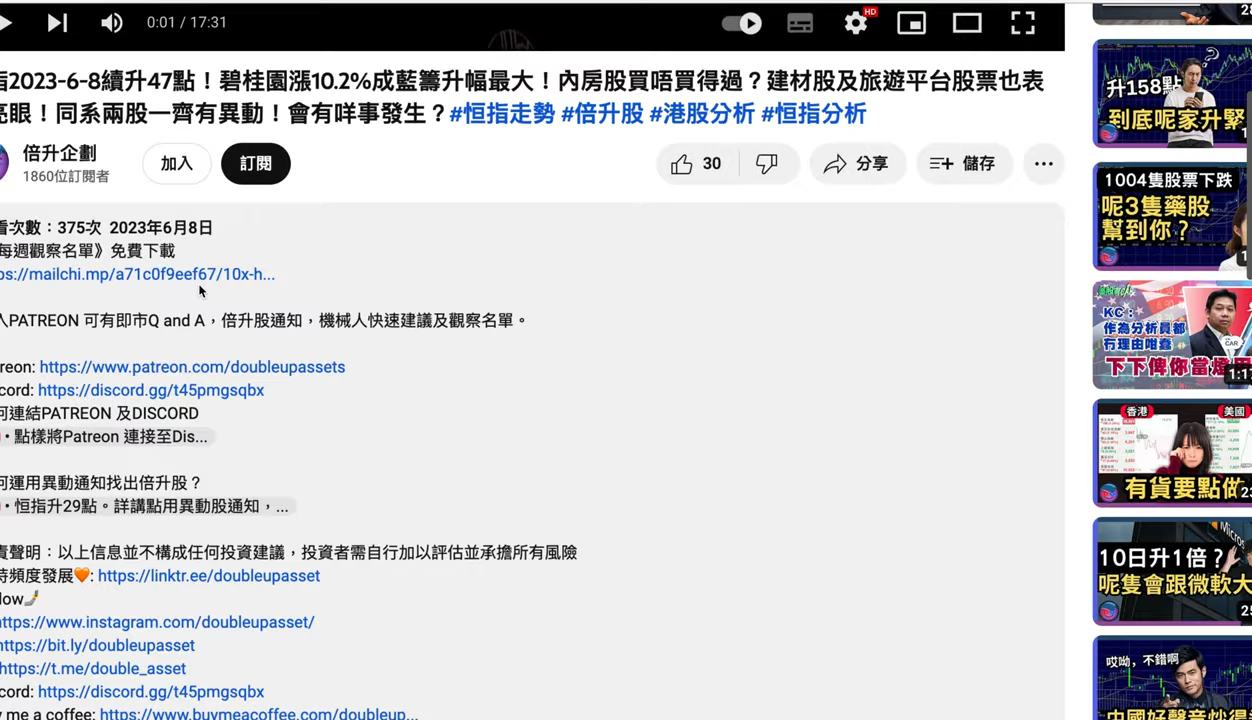 0:01 / 17:31
HD
2023-6-8續升47點！碧桂園漲10.2%成藍籌升幅最大！內房股買唔買得過？建材股及旅遊平台股票也表
眼！同系兩股一齊有異動！會有咩事發生？#恒指走勢 #倍升股 #港股分析 #恒指分析
倍升企劃
1860位訂閱者
加入
訂閱
30
分享
儲存
次數：375次 2023年6月8日
每週觀察名單》免費下載
ps://mailchi.mp/a71c0f9eef67/10x-h...
PATREON 可有即市Q and A，倍升股通知，機械人快速建議及觀察名單。
reon: https://www.patreon.com/doubleupassets
cord: https://discord.gg/t45pmgsqbx
何連結PATREON 及DISCORD
• 點樣將Patreon 連接至Dis...
何運用異動通知找出倍升股？
• 恒指升29點。詳講點用異動股通知，...
責聲明：以上信息並不構成任何投資建議，投資者需自行加以評估並承擔所有風險
持頻度發展🧡: https://linktr.ee/doubleupasset
low🤳
https://www.instagram.com/doubleupasset/
https://bit.ly/doubleupasset
https://t.me/double_asset
cord: https://discord.gg/t45pmgsqbx
me a coffee: https://www.buymeacoffee.com/doubleup...
升158點
到底呢家升緊
1004隻股票下跌
呢3隻藥股
幫到你？
KC：
作為分析員都
冇理由咁蠢
CAR
下下俾你當燈用
香港
美國
有貨要點做
Micros
10日升1倍？
呢隻會跟微軟大
哎呦，不錯啊
中國好聲音炒得